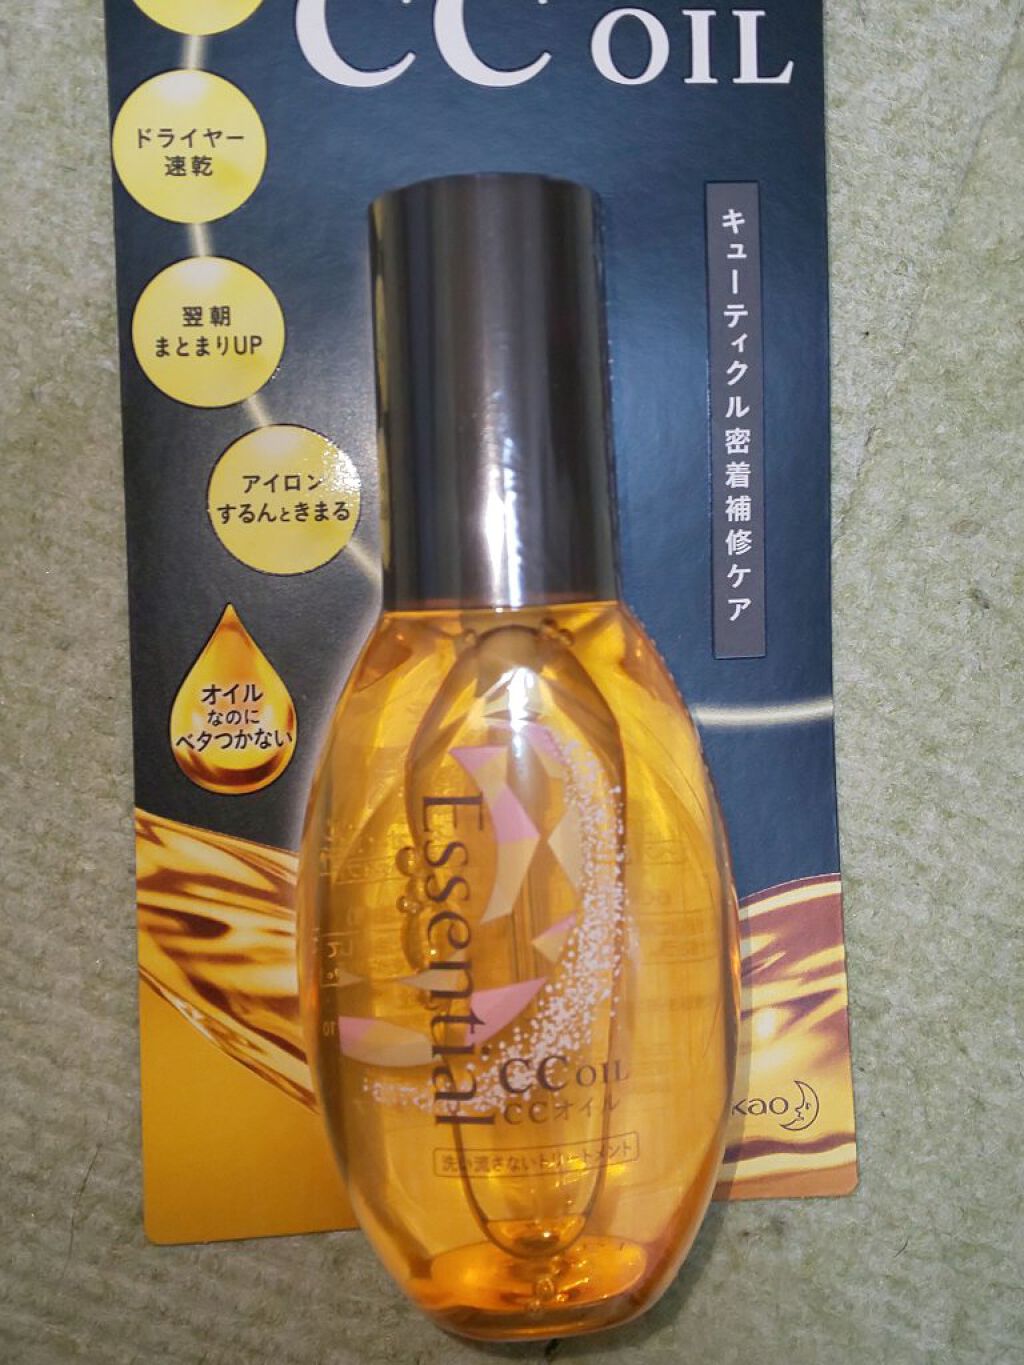 CC OIL
ドライヤー
速乾
翌朝
まとまりUP
アイロン
するんときまる
オイル
なのに
ベタつかない
キューティクル密着補修ケア
Essential
CC OIL
CCオイル
洗い流さないトリートメント
kao